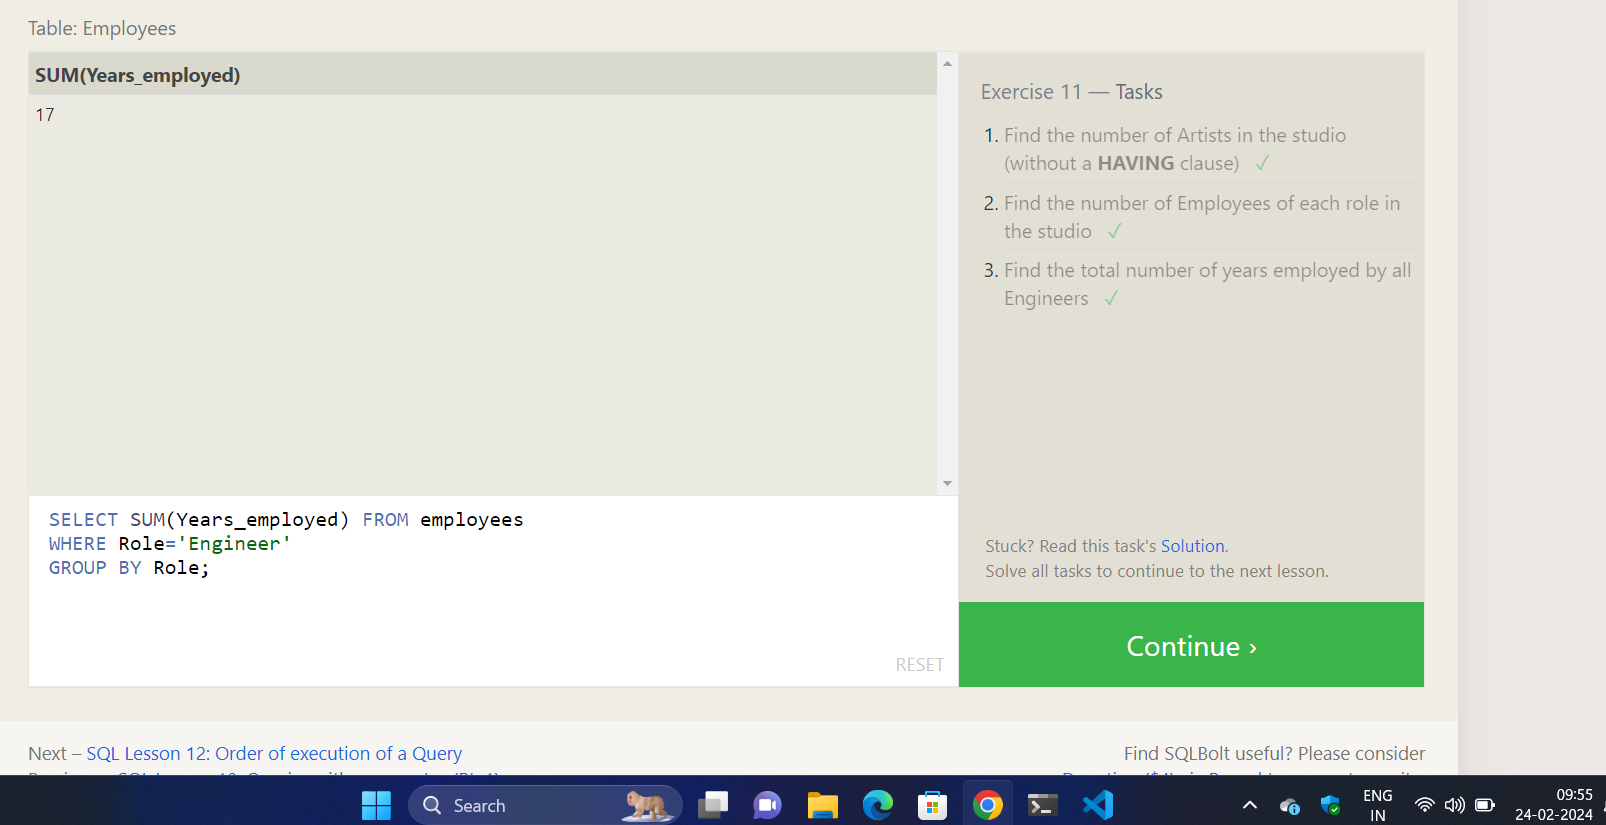 Table: Employees
SUM(Years_employed)
17
Exercise 11 — Tasks
1. Find the number of Artists in the studio
(without a HAVING clause) ✓
2. Find the number of Employees of each role in
the studio ✓
3. Find the total number of years employed by all
Engineers ✓
SELECT SUM(Years_employed) FROM employees
WHERE Role='Engineer'
GROUP BY Role;
RESET
Stuck? Read this task's Solution.
Solve all tasks to continue to the next lesson.
Continue ›
Next – SQL Lesson 12: Order of execution of a Query
Find SQLBolt useful? Please consider
Search
ENG
IN
09:55
24-02-2024